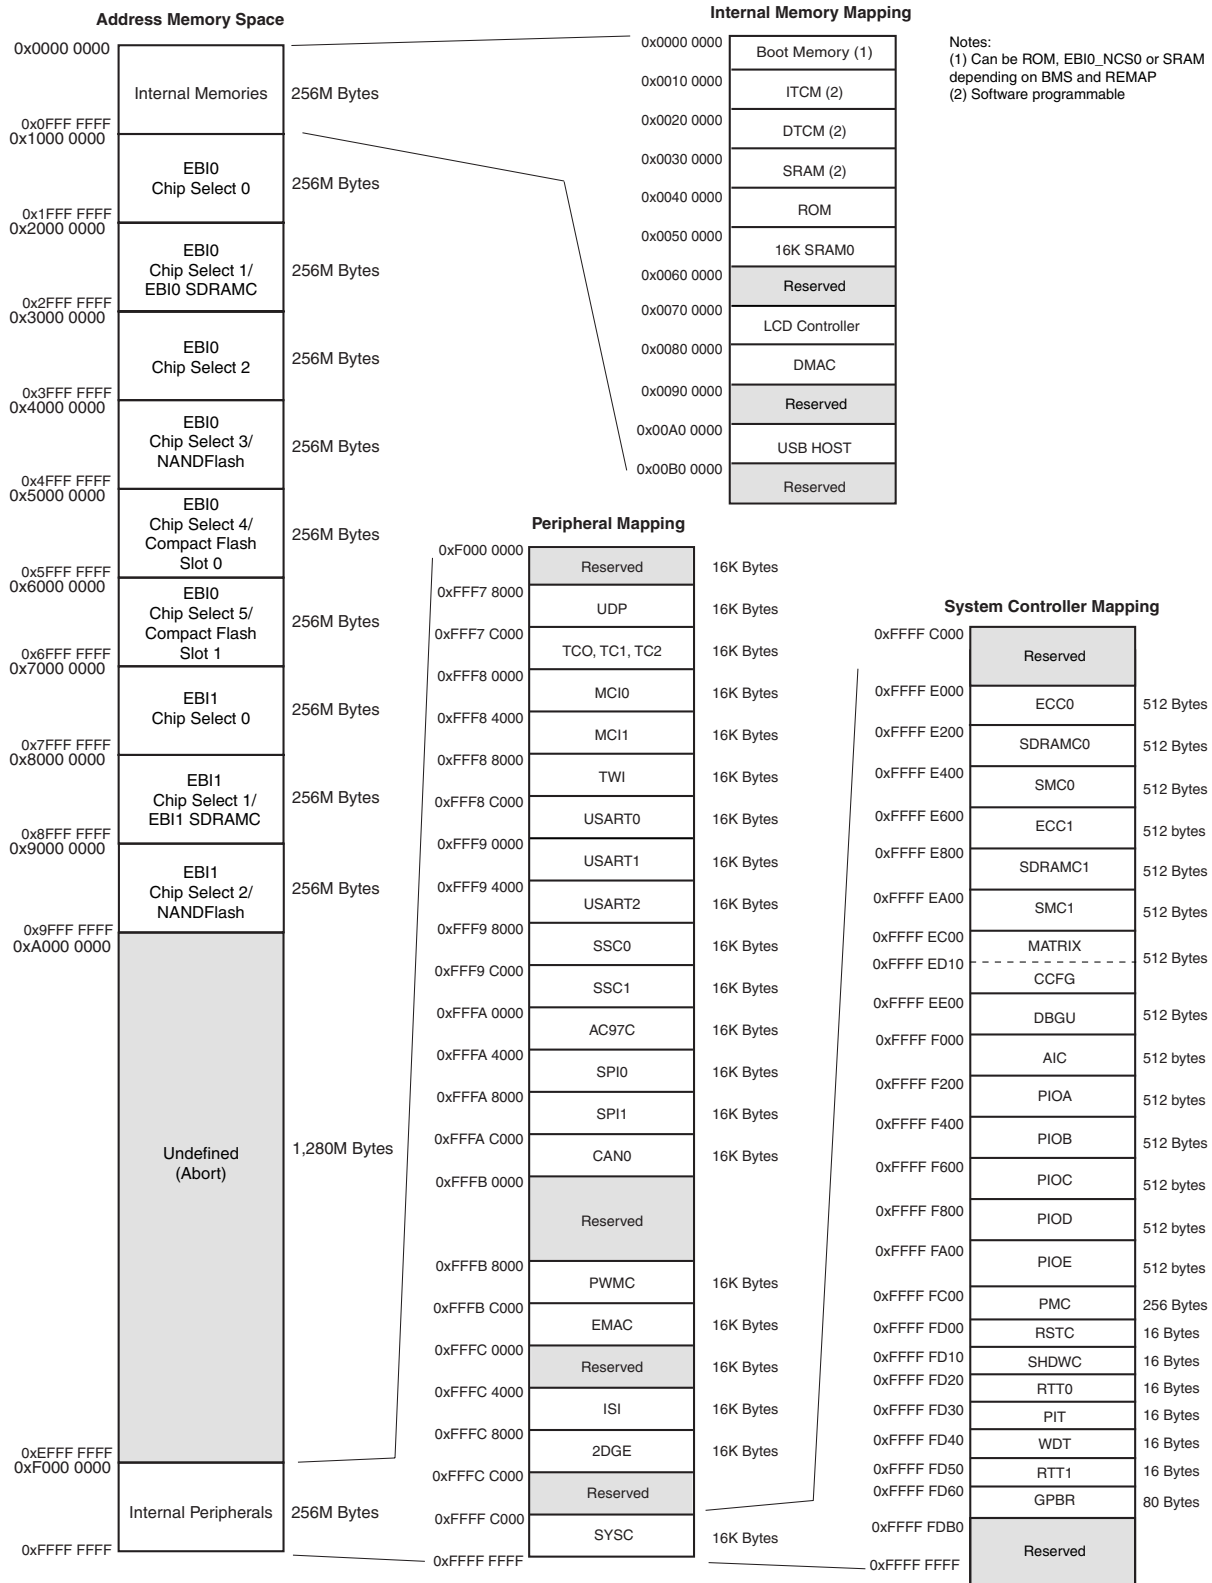 Address Memory Space
0x0000 0000
Internal Memories
256M Bytes
0x0FFF FFFF
0x1000 0000
EBI0
Chip Select 0
256M Bytes
0x1FFF FFFF
0x2000 0000
EBI0
Chip Select 1/
EBI0 SDRAMC
256M Bytes
0x2FFF FFFF
0x3000 0000
EBI0
Chip Select 2
256M Bytes
0x3FFF FFFF
0x4000 0000
EBI0
Chip Select 3/
NANDFlash
256M Bytes
0x4FFF FFFF
0x5000 0000
EBI0
Chip Select 4/
Compact Flash
Slot 0
256M Bytes
0x5FFF FFFF
0x6000 0000
EBI0
Chip Select 5/
Compact Flash
Slot 1
256M Bytes
0x6FFF FFFF
0x7000 0000
EBI1
Chip Select 0
256M Bytes
0x7FFF FFFF
0x8000 0000
EBI1
Chip Select 1/
EBI1 SDRAMC
256M Bytes
0x8FFF FFFF
0x9000 0000
EBI1
Chip Select 2/
NANDFlash
256M Bytes
0x9FFF FFFF
0xA000 0000
Undefined
(Abort)
1,280M Bytes
0xEFFF FFFF
0xF000 0000
Internal Peripherals
256M Bytes
0xFFFF FFFF
Internal Memory Mapping
0x0000 0000
Boot Memory (1)
0x0010 0000
ITCM (2)
0x0020 0000
DTCM (2)
0x0030 0000
SRAM (2)
0x0040 0000
ROM
0x0050 0000
16K SRAM0
0x0060 0000
Reserved
0x0070 0000
LCD Controller
0x0080 0000
DMAC
0x0090 0000
Reserved
0x00A0 0000
USB HOST
0x00B0 0000
Reserved
Notes:
(1) Can be ROM, EBI0_NCS0 or SRAM
depending on BMS and REMAP
(2) Software programmable
Peripheral Mapping
0xF000 0000
Reserved 16K Bytes
0xFFF7 8000
UDP 16K Bytes
0xFFF7 C000
TCO, TC1, TC2 16K Bytes
0xFFF8 0000
MCI0 16K Bytes
0xFFF8 4000
MCI1 16K Bytes
0xFFF8 8000
TWI 16K Bytes
0xFFF8 C000
USART0 16K Bytes
0xFFF9 0000
USART1 16K Bytes
0xFFF9 4000
USART2 16K Bytes
0xFFF9 8000
SSC0 16K Bytes
0xFFF9 C000
SSC1 16K Bytes
0xFFFA 0000
AC97C 16K Bytes
0xFFFA 4000
SPI0 16K Bytes
0xFFFA 8000
SPI1 16K Bytes
0xFFFA C000
CAN0 16K Bytes
0xFFFB 0000
Reserved
0xFFFB 8000
PWMC 16K Bytes
0xFFFB C000
EMAC 16K Bytes
0xFFFC 0000
Reserved 16K Bytes
0xFFFC 4000
ISI 16K Bytes
0xFFFC 8000
2DGE 16K Bytes
0xFFFC C000
Reserved
0xFFFF C000
SYSC 16K Bytes
0xFFFF FFFF
System Controller Mapping
0xFFFF C000
Reserved
0xFFFF E000
ECC0 512 Bytes
0xFFFF E200
SDRAMC0 512 Bytes
0xFFFF E400
SMC0 512 Bytes
0xFFFF E600
ECC1 512 bytes
0xFFFF E800
SDRAMC1 512 Bytes
0xFFFF EA00
SMC1 512 Bytes
0xFFFF EC00
MATRIX
512 Bytes
0xFFFF ED10
CCFG
0xFFFF EE00
DBGU 512 Bytes
0xFFFF F000
AIC 512 bytes
0xFFFF F200
PIOA 512 bytes
0xFFFF F400
PIOB 512 Bytes
0xFFFF F600
PIOC 512 bytes
0xFFFF F800
PIOD 512 bytes
0xFFFF FA00
PIOE 512 bytes
0xFFFF FC00
PMC 256 Bytes
0xFFFF FD00
RSTC 16 Bytes
0xFFFF FD10
SHDWC 16 Bytes
0xFFFF FD20
RTT0 16 Bytes
0xFFFF FD30
PIT 16 Bytes
0xFFFF FD40
WDT 16 Bytes
0xFFFF FD50
RTT1 16 Bytes
0xFFFF FD60
GPBR 80 Bytes
0xFFFF FDB0
Reserved
0xFFFF FFFF